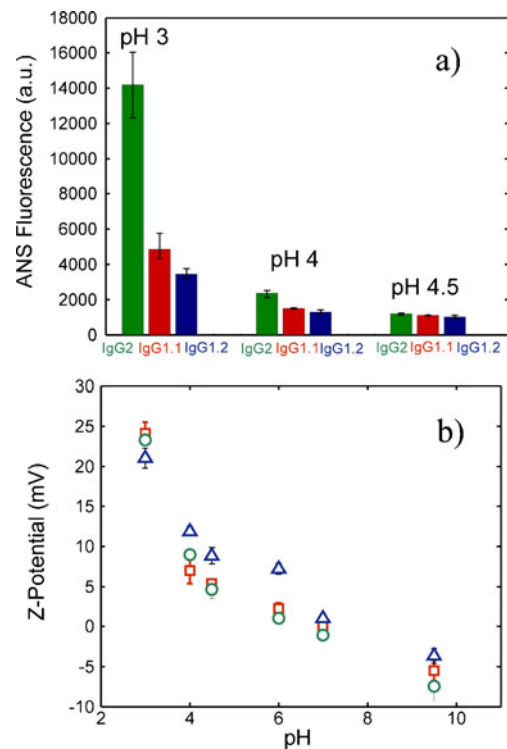 18000
16000
14000
12000
10000
8000
6000
4000
2000
0
ANS Fluorescence (a.u.)
pH 3
a)
pH 4
pH 4.5
IgG2 IgG1.1 IgG1.2 IgG2 IgG1.1 IgG1.2 IgG2 IgG1.1 IgG1.2
30
25
20
15
10
5
0
-5
-10
Z-Potential (mV)
b)
2 4 6 8 10
pH